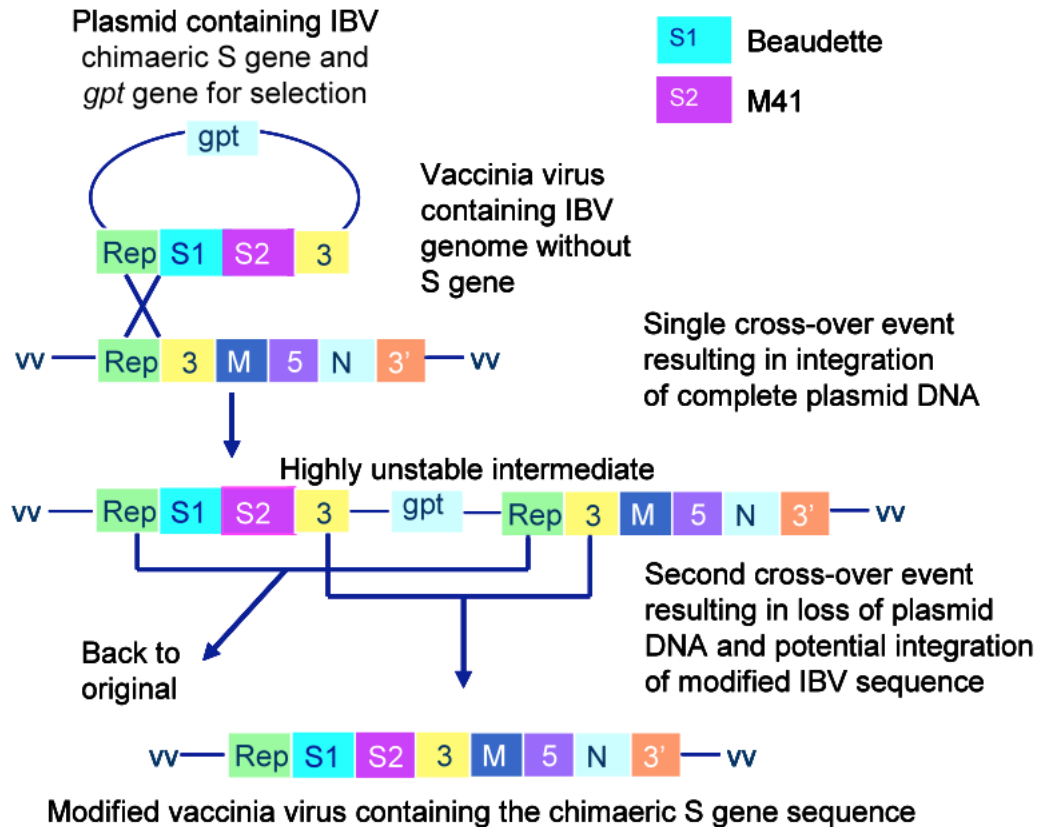 Plasmid containing IBV
chimaeric S gene and
gpt gene for selection
S1 Beaudette
S2 M41
gpt
Vaccinia virus
containing IBV
genome without
S gene
Rep S1 S2 3
Single cross-over event
resulting in integration
of complete plasmid DNA
vv Rep 3 M 5 N 3' vv
Highly unstable intermediate
vv Rep S1 S2 3 gpt Rep 3 M 5 N 3' vv
Second cross-over event
resulting in loss of plasmid
DNA and potential integration
of modified IBV sequence
Back to
original
vv Rep S1 S2 3 M 5 N 3' vv
Modified vaccinia virus containing the chimaeric S gene sequence